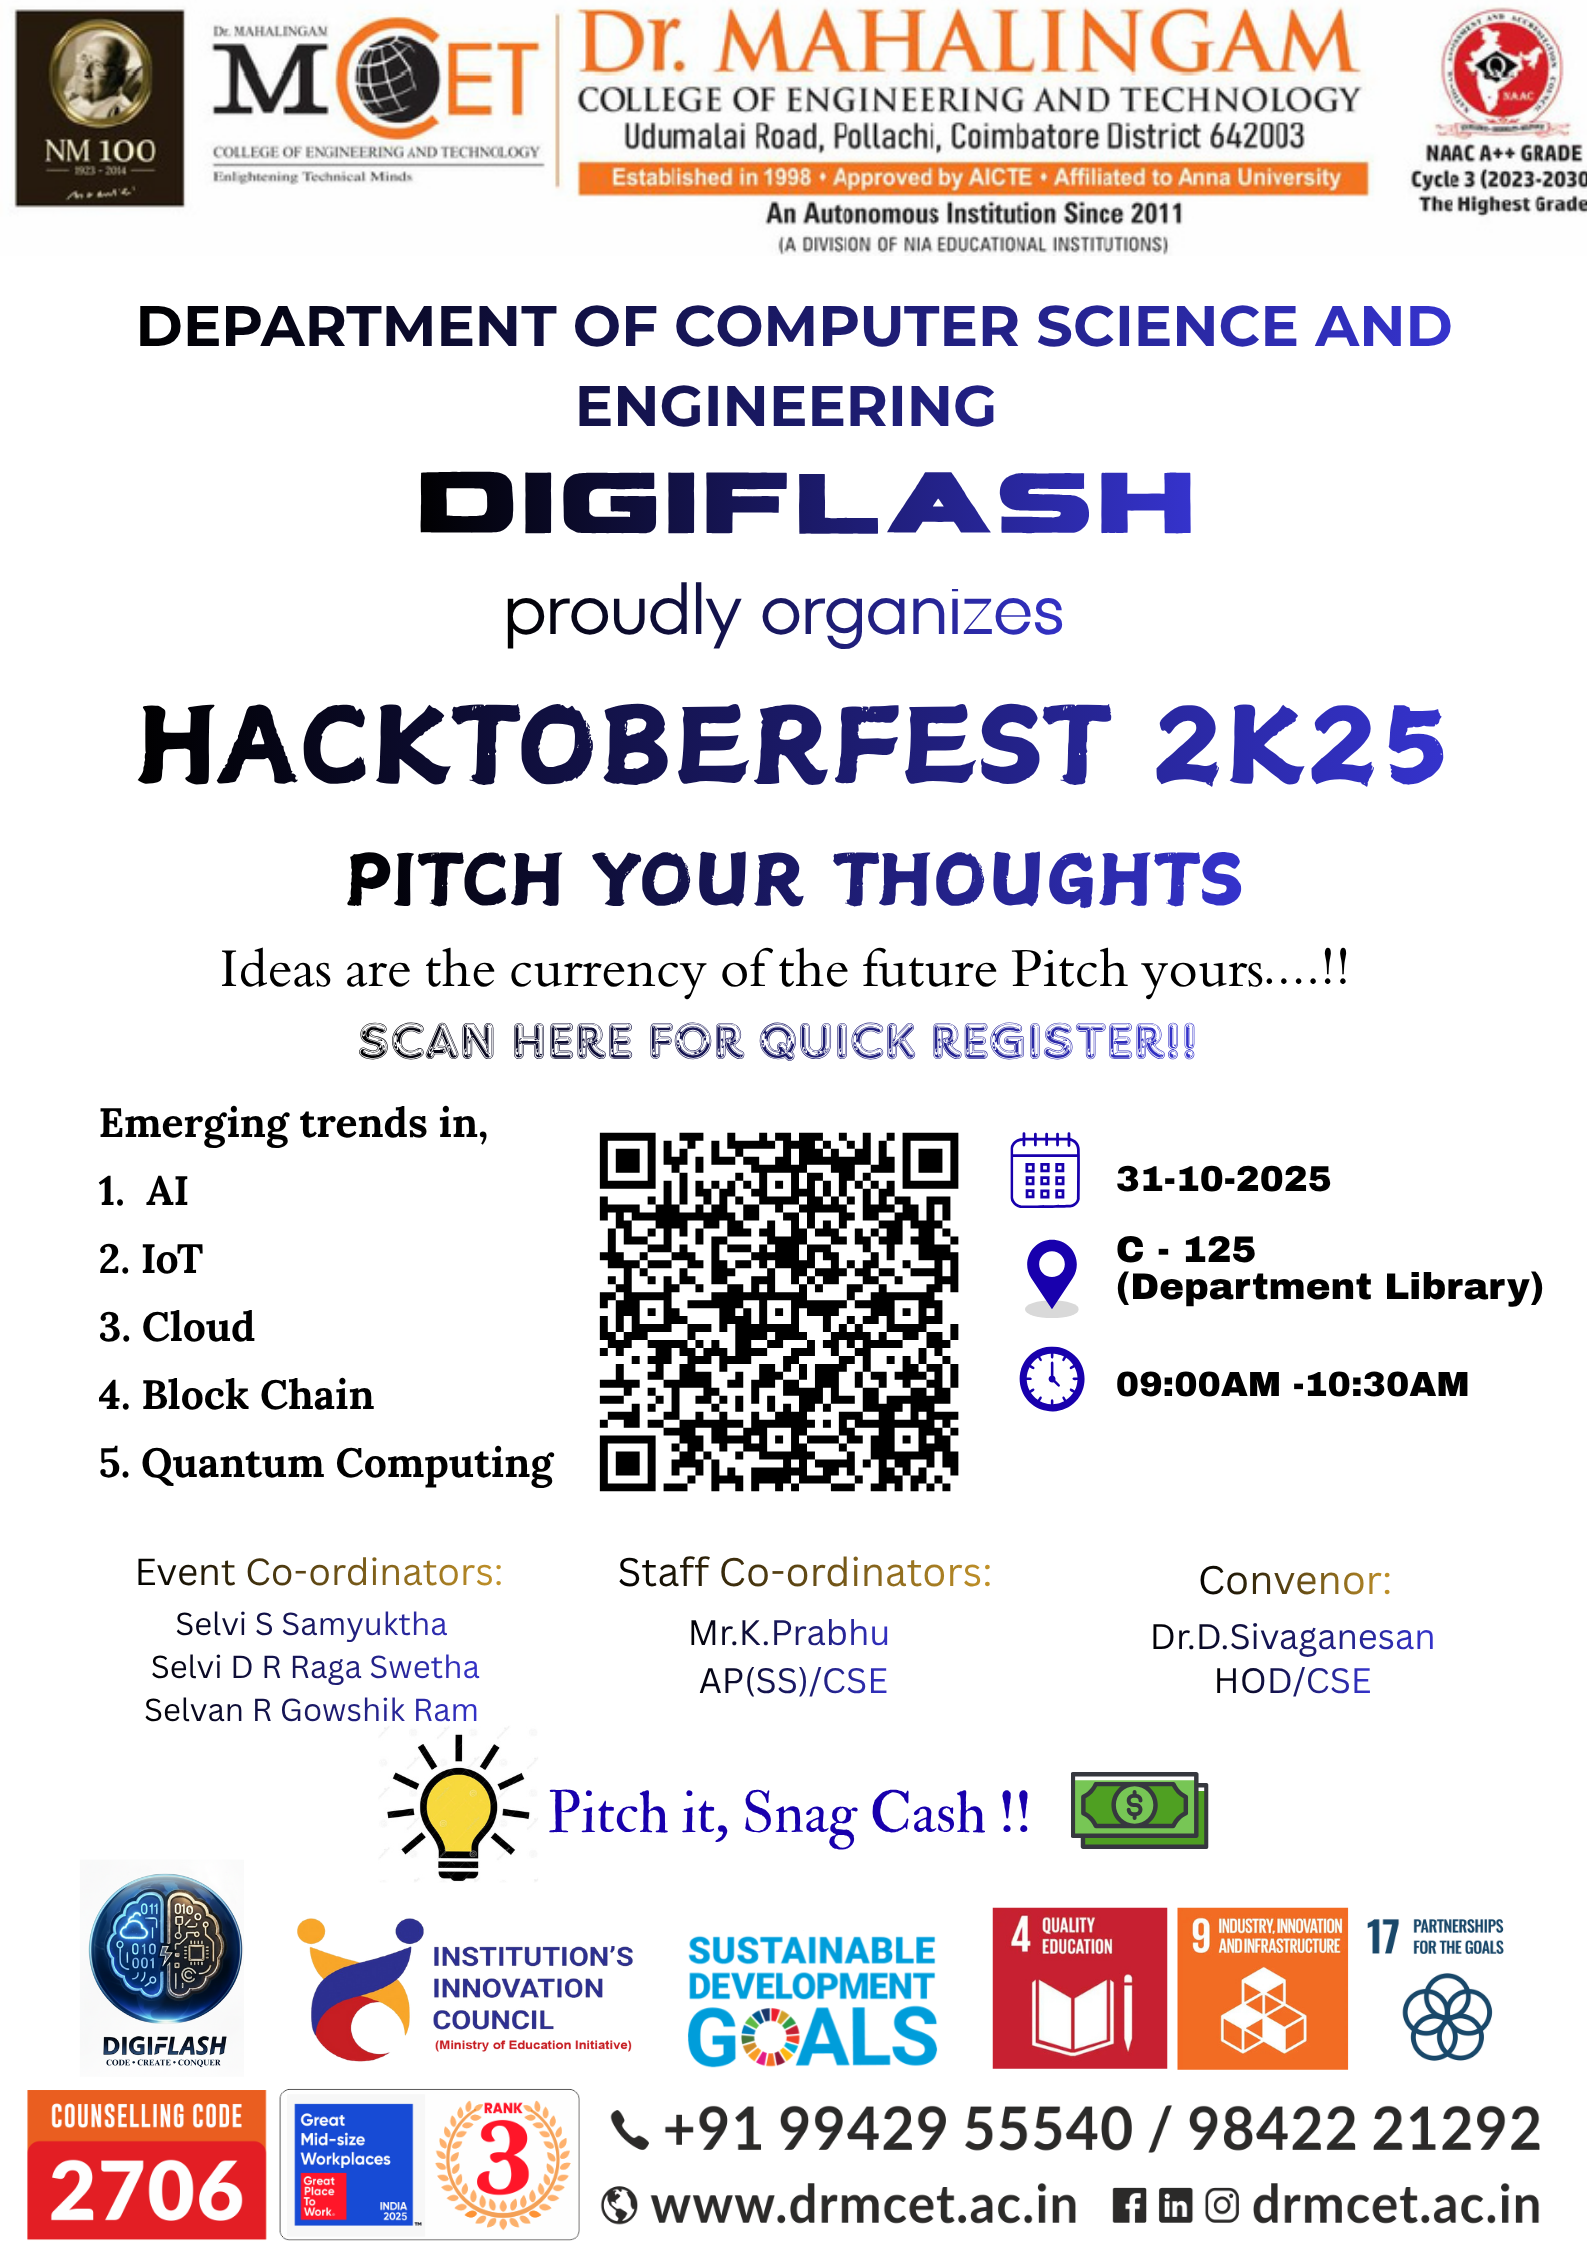 NM 100
1923 - 2014
Dr. MAHALINGAM
MCET
COLLEGE OF ENGINEERING AND TECHNOLOGY
Enlightening Technical Minds
Dr. MAHALINGAM
COLLEGE OF ENGINEERING AND TECHNOLOGY
Udumalai Road, Pollachi, Coimbatore District 642003
Established in 1998 • Approved by AICTE • Affiliated to Anna University
An Autonomous Institution Since 2011
(A DIVISION OF NIA EDUCATIONAL INSTITUTIONS)
NAAC
NAAC A++ GRADE
Cycle 3 (2023-2030
The Highest Grade
DEPARTMENT OF COMPUTER SCIENCE AND
ENGINEERING
DIGIFLASH
proudly organizes
HACKTOBERFEST 2K25
PITCH YOUR THOUGHTS
Ideas are the currency of the future Pitch yours....!!
SCAN HERE FOR QUICK REGISTER!!
Emerging trends in,
1. AI
2. IoT
3. Cloud
4. Block Chain
5. Quantum Computing
31-10-2025
C - 125
(Department Library)
09:00AM -10:30AM
Event Co-ordinators:
Selvi S Samyuktha
Selvi D R Raga Swetha
Selvan R Gowshik Ram
Staff Co-ordinators:
Mr.K.Prabhu
AP(SS)/CSE
Convenor:
Dr.D.Sivaganesan
HOD/CSE
Pitch it, Snag Cash !!
DIGIFLASH
CODE • CREATE • CONQUER
INSTITUTION'S
INNOVATION
COUNCIL
(Ministry of Education Initiative)
SUSTAINABLE
DEVELOPMENT
GOALS
4 QUALITY
EDUCATION
9 INDUSTRY, INNOVATION
AND INFRASTRUCTURE
17 PARTNERSHIPS
FOR THE GOALS
COUNSELLING CODE
2706
Great
Mid-size
Workplaces
Great
Place
To
Work.
INDIA
2025
RANK
3
+91 99429 55540 / 98422 21292
www.drmcet.ac.in
drmcet.ac.in